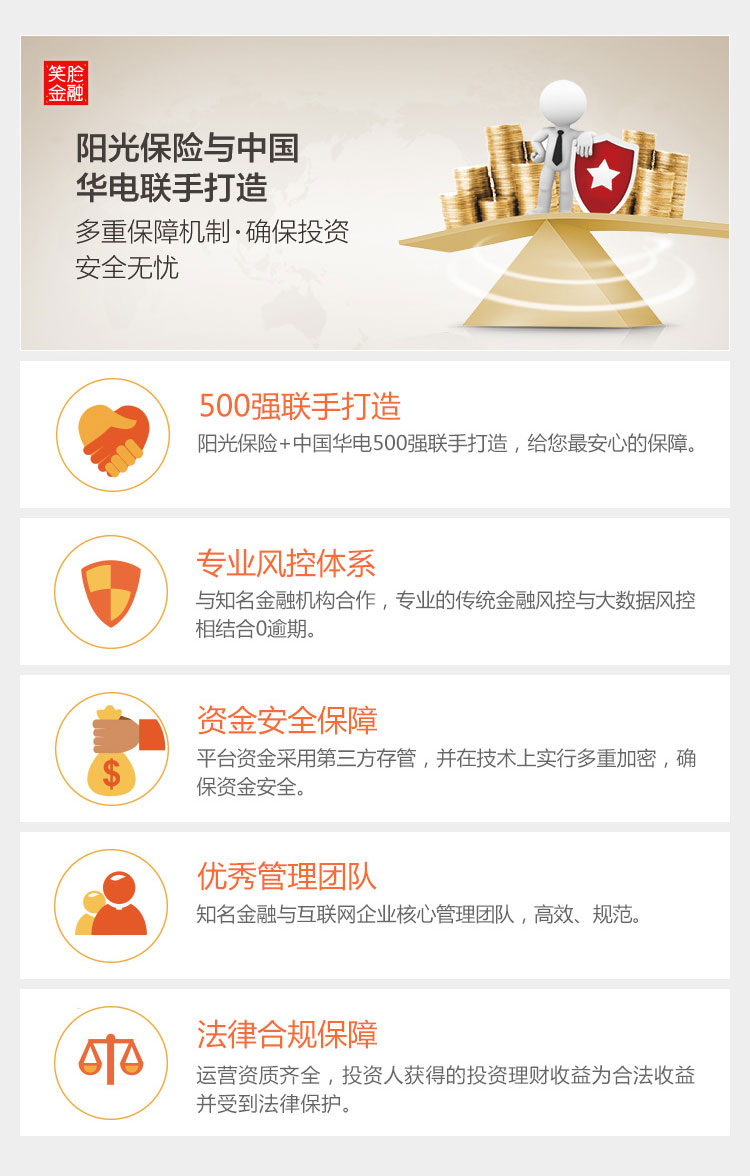 笑脸
金融
阳光保险与中国
华电联手打造
多重保障机制·确保投资
安全无忧
500强联手打造
阳光保险+中国华电500强联手打造，给您最安心的保障。
专业风控体系
与知名金融机构合作，专业的传统金融风控与大数据风控
相结合0逾期。
资金安全保障
平台资金采用第三方存管，并在技术上实行多重加密，确
保资金安全。
$
优秀管理团队
知名金融与互联网企业核心管理团队，高效、规范。
法律合规保障
运营资质齐全，投资人获得的投资理财收益为合法收益
并受到法律保护。